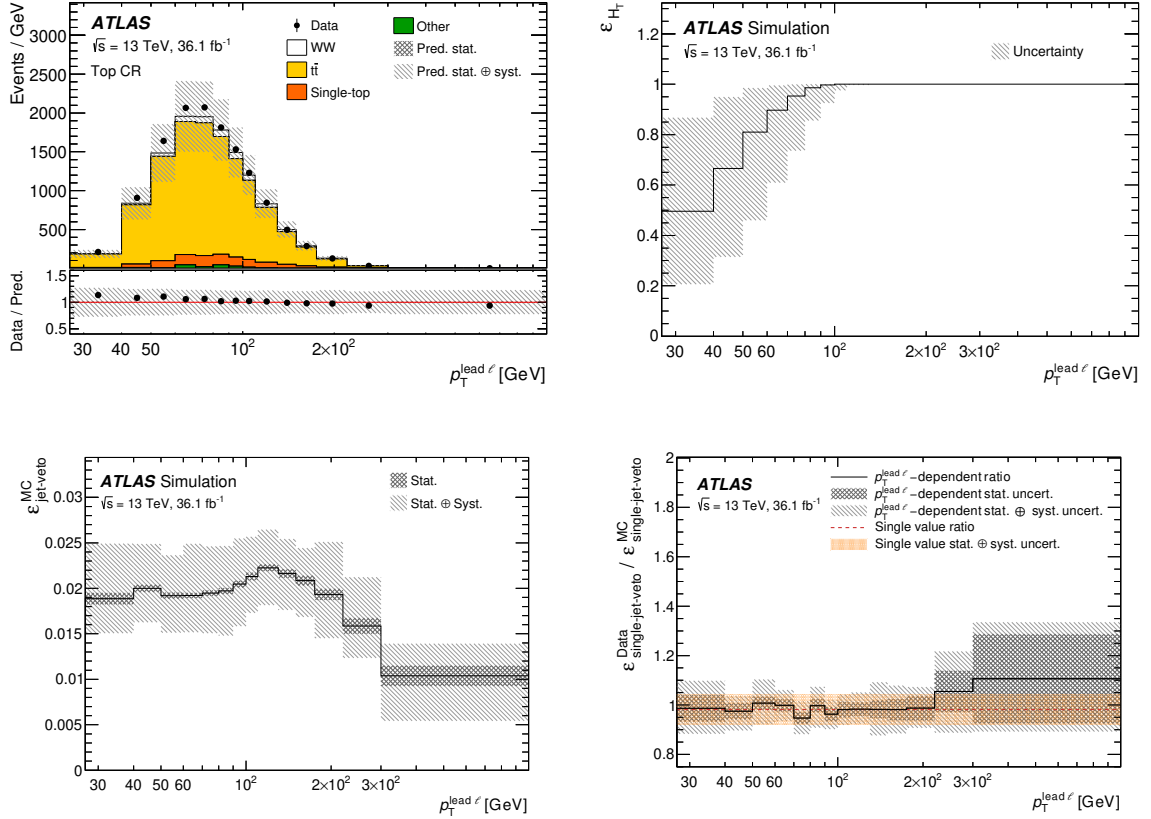 ATLAS
√s = 13 TeV, 36.1 fb⁻¹
Top CR
Data
WW
tt̄
Single-top
Other
Pred. stat.
Pred. stat. ⊕ syst.
Events / GeV
3000
2500
2000
1500
1000
500
Data / Pred.
1.5
1
0.5
30 40 50 10² 2×10²
p_T^lead ℓ [GeV]
ATLAS Simulation
√s = 13 TeV, 36.1 fb⁻¹
Uncertainty
ε_H_T
1.2
1
0.8
0.6
0.4
0.2
0
30 40 50 60 10² 2×10² 3×10²
p_T^lead ℓ [GeV]
ATLAS Simulation
√s = 13 TeV, 36.1 fb⁻¹
Stat.
Stat. ⊕ Syst.
ε^MC_jet-veto
0.03
0.025
0.02
0.015
0.01
0.005
0
30 40 50 60 10² 2×10² 3×10²
p_T^lead ℓ [GeV]
ATLAS
√s = 13 TeV, 36.1 fb⁻¹
p_T^lead ℓ −dependent ratio
p_T^lead ℓ −dependent stat. uncert.
p_T^lead ℓ −dependent stat. ⊕ syst. uncert.
Single value ratio
Single value stat. ⊕ syst. uncert.
ε^Data_single-jet-veto / ε^MC_single-jet-veto
2
1.8
1.6
1.4
1.2
1
0.8
30 40 50 60 10² 2×10² 3×10²
p_T^lead ℓ [GeV]